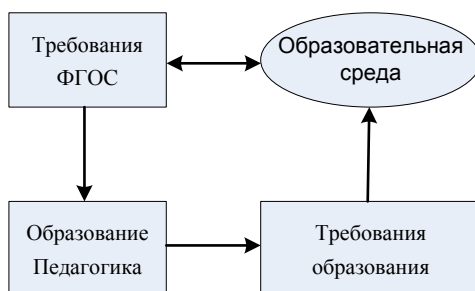 Требования
ФГОС
Образовательная
среда
Образование
Педагогика
Требования
образования